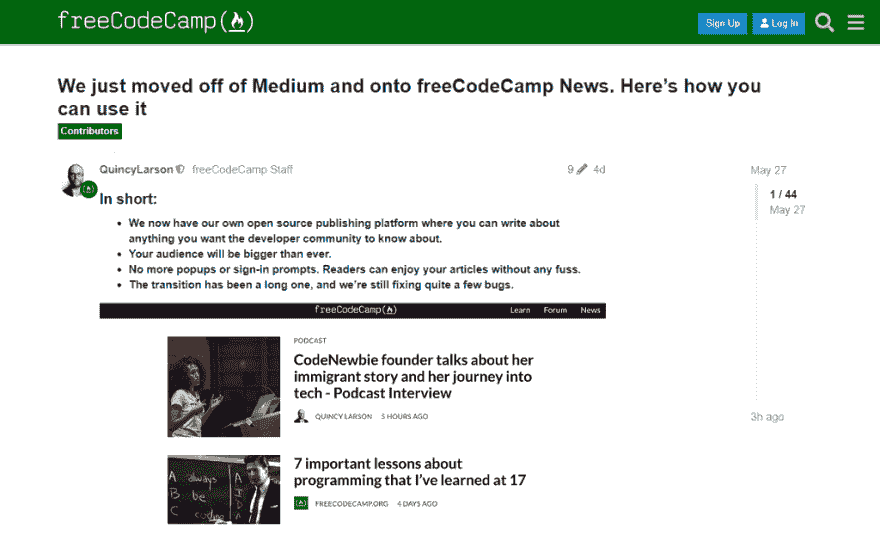 freeCodeCamp(🔥)
Sign Up
Log In
We just moved off of Medium and onto freeCodeCamp News. Here’s how you
can use it
Contributors
QuincyLarson freeCodeCamp Staff
9 4d
In short:
We now have our own open source publishing platform where you can write about
anything you want the developer community to know about.
Your audience will be bigger than ever.
No more popups or sign-in prompts. Readers can enjoy your articles without any fuss.
The transition has been a long one, and we’re still fixing quite a few bugs.
freeCodeCamp(🔥)
Learn Forum News
PODCAST
CodeNewbie founder talks about her
immigrant story and her journey into
tech - Podcast Interview
QUINCY LARSON 5 HOURS AGO
A always
B be
C coding
A
I
D
A
7 important lessons about
programming that I've learned at 17
FREECODECAMP.ORG 4 DAYS AGO
May 27
1 / 44
May 27
3h ago